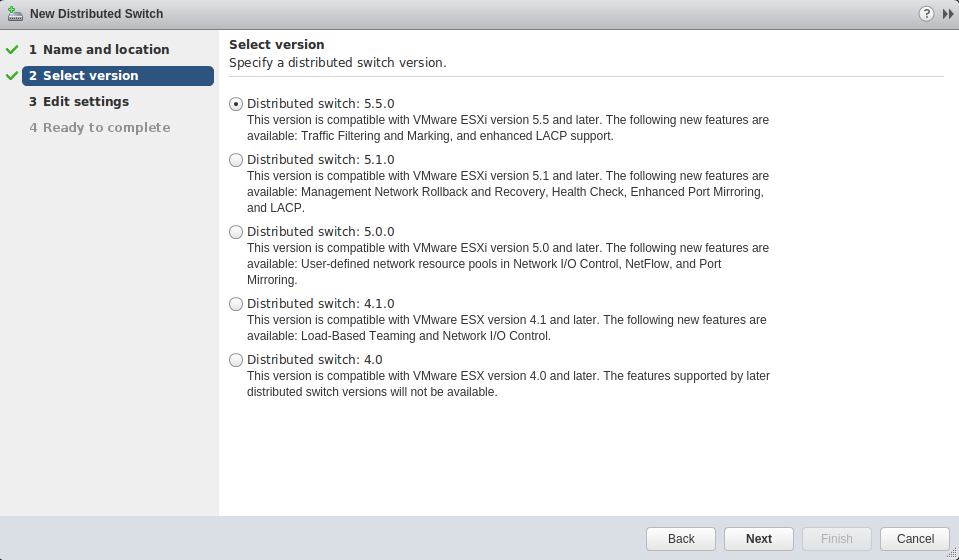 New Distributed Switch
?
1 Name and location
2 Select version
3 Edit settings
4 Ready to complete
Select version
Specify a distributed switch version.
Distributed switch: 5.5.0
This version is compatible with VMware ESXi version 5.5 and later. The following new features are
available: Traffic Filtering and Marking, and enhanced LACP support.
Distributed switch: 5.1.0
This version is compatible with VMware ESXi version 5.1 and later. The following new features are
available: Management Network Rollback and Recovery, Health Check, Enhanced Port Mirroring,
and LACP.
Distributed switch: 5.0.0
This version is compatible with VMware ESXi version 5.0 and later. The following new features are
available: User-defined network resource pools in Network I/O Control, NetFlow, and Port
Mirroring.
Distributed switch: 4.1.0
This version is compatible with VMware ESX version 4.1 and later. The following new features are
available: Load-Based Teaming and Network I/O Control.
Distributed switch: 4.0
This version is compatible with VMware ESX version 4.0 and later. The features supported by later
distributed switch versions will not be available.
Back Next Finish Cancel